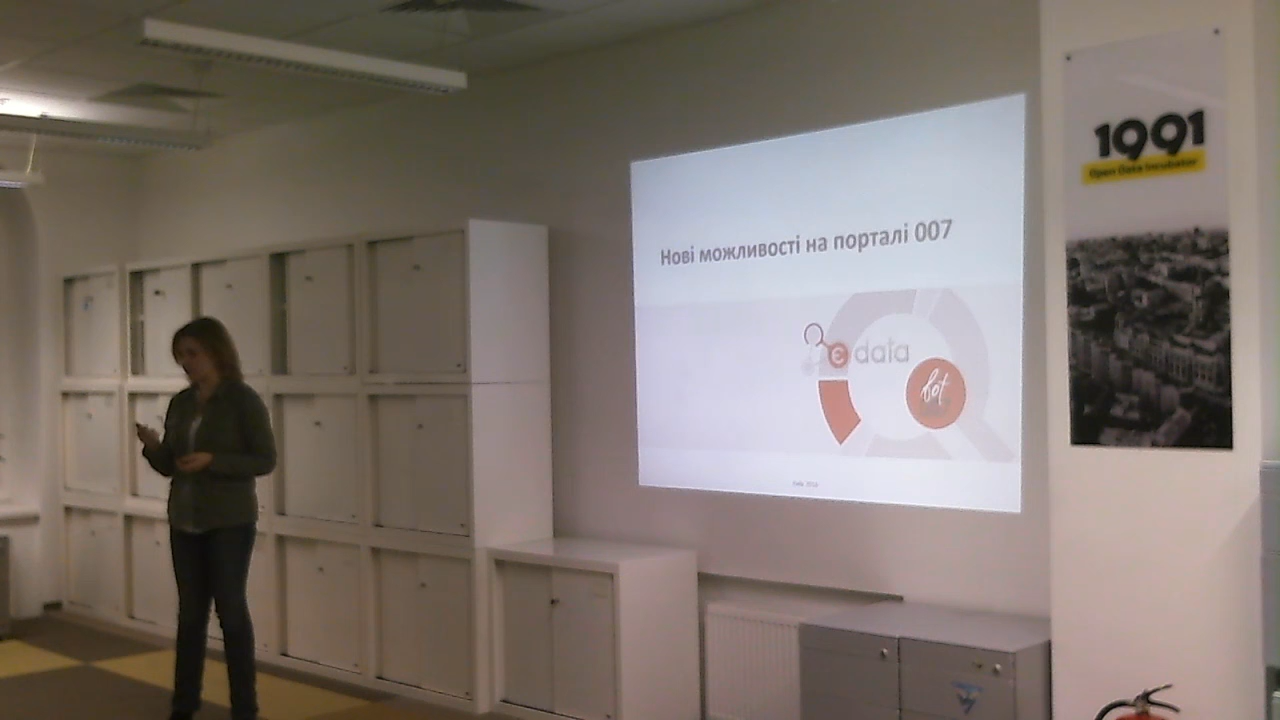 Нові можливості на порталі 007
є data
bot
1991
Open Data Incubator